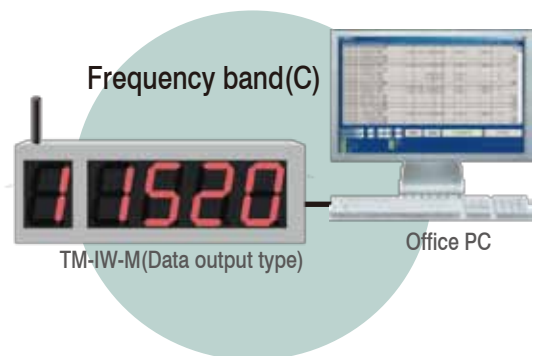 Frequency band(C)
1 1520
TM-IW-M(Data output type)
Office PC